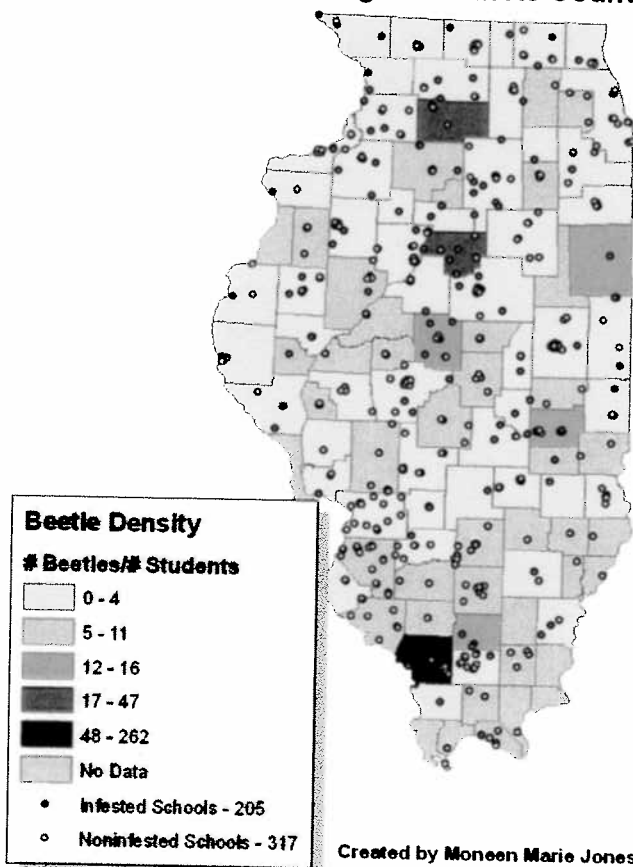 Beetle Density
# Beetles/# Students
0 - 4
5 - 11
12 - 16
17 - 47
48 - 262
No Data
Infested Schools - 205
Noninfested Schools - 317
Created by Moneen Marie Jones